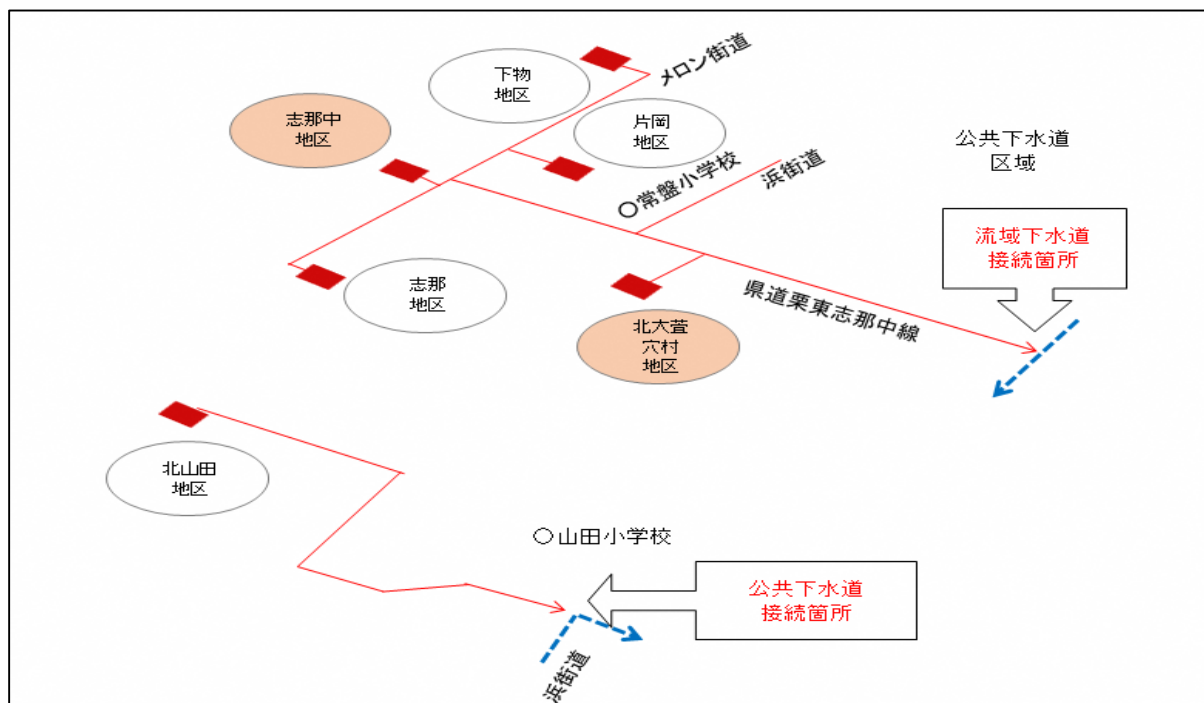 下物
地区
メロン街道
志那中
地区
片岡
地区
公共下水道
区域
○常盤小学校
浜街道
流域下水道
接続箇所
志那
地区
県道栗東志那中線
北大萱
穴村
地区
北山田
地区
○山田小学校
公共下水道
接続箇所
浜街道